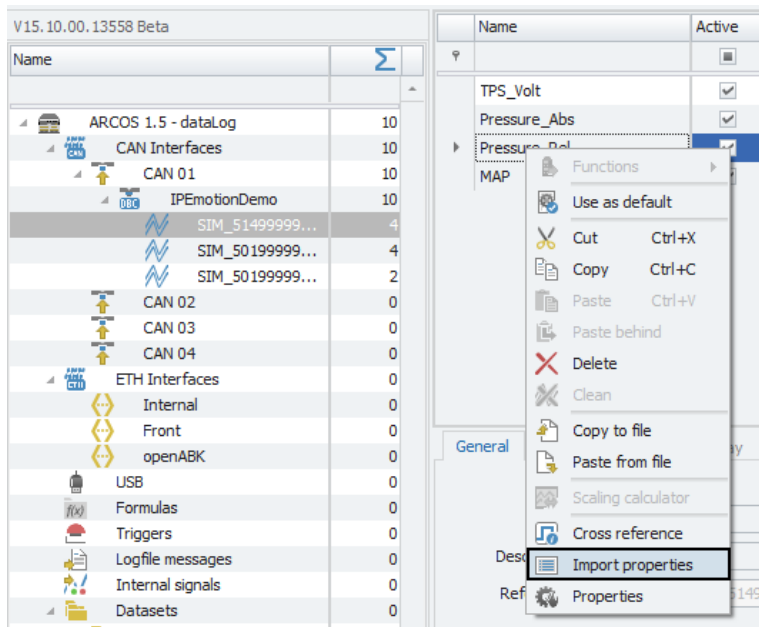 V15.10.00.13558 Beta
Name
Σ
ARCOS 1.5 - dataLog 10
CAN Interfaces 10
CAN 01 10
DBC IPEmotionDemo 10
SIM_51499999... 4
SIM_50199999... 4
SIM_50199999... 2
CAN 02 0
CAN 03 0
CAN 04 0
ETH Interfaces 0
Internal 0
Front 0
openABK 0
USB 0
f(x) Formulas 0
Triggers 0
Logfile messages 0
Internal signals 0
Datasets 0
Name Active
TPS_Volt
Pressure_Abs
Pressure_Rel
MAP
Functions
Use as default
Cut Ctrl+X
Copy Ctrl+C
Paste Ctrl+V
Paste behind
Delete
Clean
Copy to file
Paste from file
Scaling calculator
Cross reference
Import properties
Properties
General
Desc
Ref